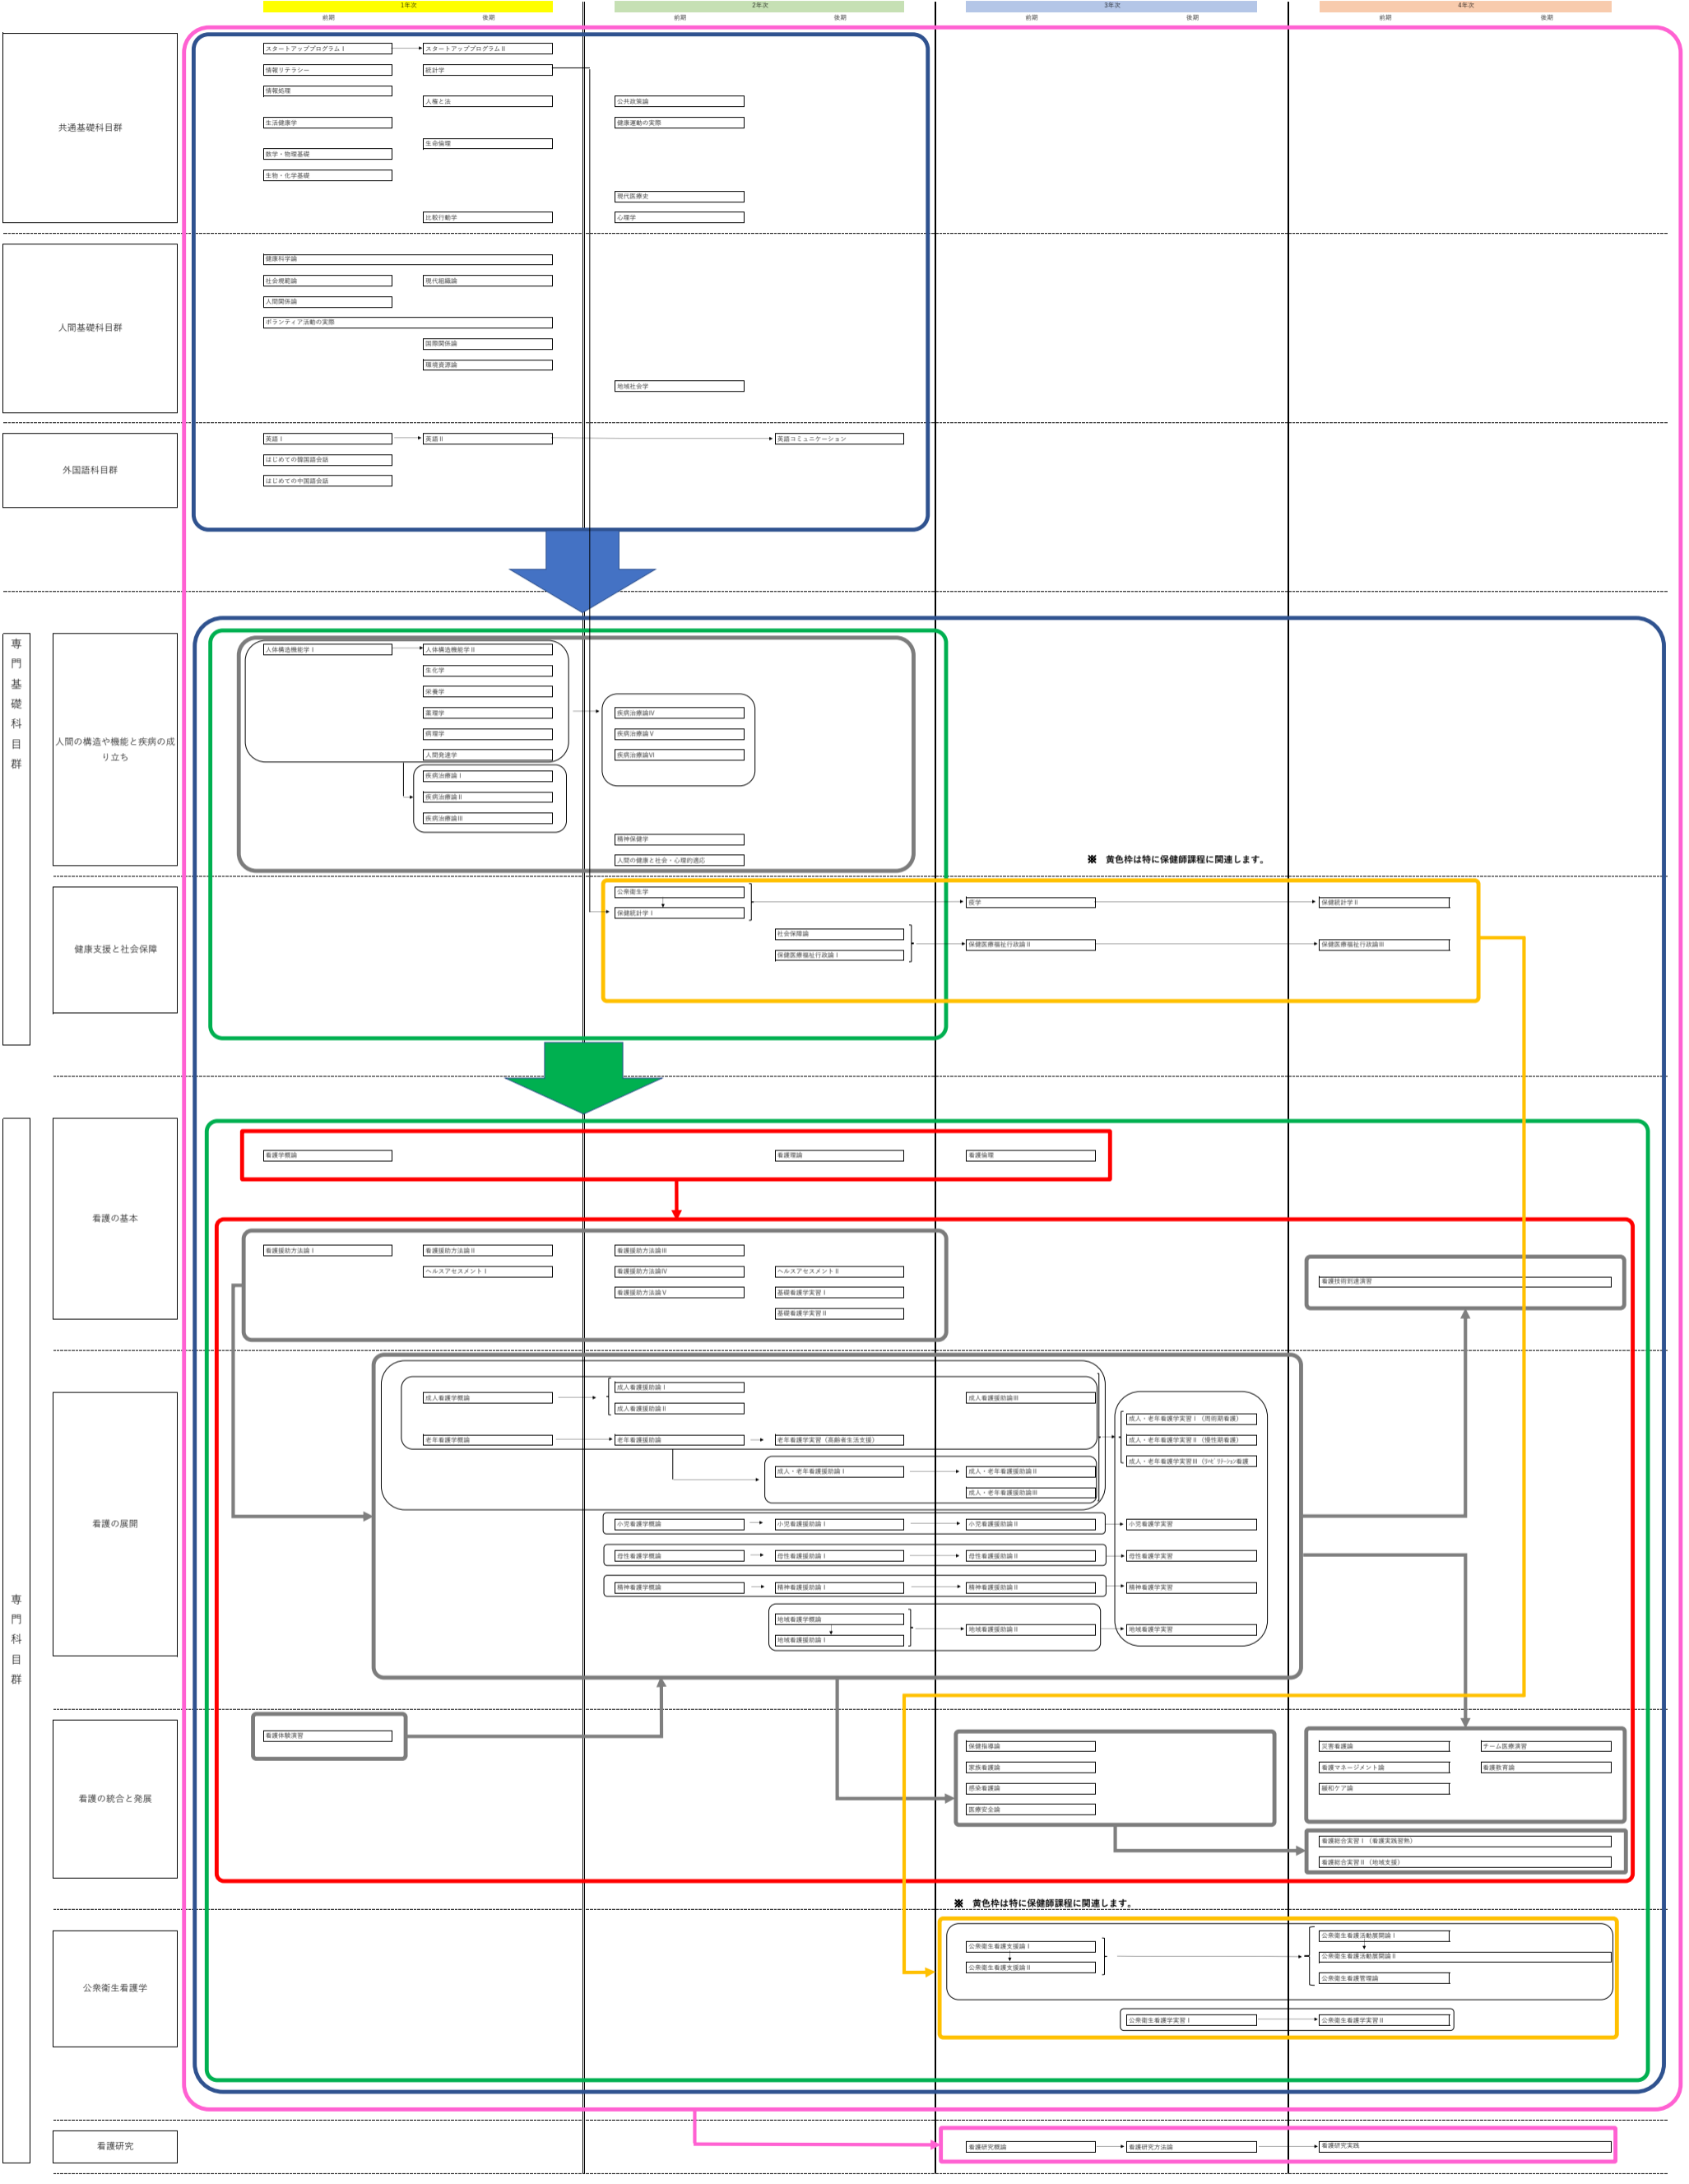 1年次
2年次
3年次
4年次
前期
後期
前期
後期
前期
後期
前期
後期
共通基礎科目群
スタートアッププログラムⅠ
スタートアッププログラムⅡ
情報リテラシー
統計学
情報処理
人権と法
公共政策論
生活健康学
健康運動の実際
生命倫理
数学・物理基礎
生物・化学基礎
現代医療史
比較行動学
心理学
人間基礎科目群
健康科学論
社会規範論
現代組織論
人間関係論
ボランティア活動の実際
国際関係論
環境資源論
地域社会学
外国語科目群
英語Ⅰ
英語Ⅱ
英語コミュニケーション
はじめての韓国語会話
はじめての中国語会話
専門基礎科目群
人間の構造や機能と疾病の成
り立ち
人体構造機能学Ⅰ
人体構造機能学Ⅱ
生化学
栄養学
薬理学
疾病治療論Ⅳ
病理学
疾病治療論Ⅴ
人間発達学
疾病治療論Ⅵ
疾病治療論Ⅰ
疾病治療論Ⅱ
疾病治療論Ⅲ
精神保健学
人間の健康と社会・心理的適応
※　黄色枠は特に保健師課程に関連します。
健康支援と社会保障
公衆衛生学
保健統計学Ⅰ
疫学
保健統計学Ⅱ
社会保障論
保健医療福祉行政論Ⅰ
保健医療福祉行政論Ⅱ
保健医療福祉行政論Ⅲ
専門科目群
看護の基本
看護学概論
看護理論
看護倫理
看護援助方法論Ⅰ
看護援助方法論Ⅱ
看護援助方法論Ⅲ
ヘルスアセスメントⅠ
看護援助方法論Ⅳ
ヘルスアセスメントⅡ
看護技術到達演習
看護援助方法論Ⅴ
基礎看護学実習Ⅰ
基礎看護学実習Ⅱ
看護の展開
成人看護学概論
成人看護援助論Ⅰ
成人看護援助論Ⅱ
成人看護援助論Ⅲ
老年看護学概論
老年看護援助論
老年看護学実習（高齢者生活支援）
成人・老年看護学実習Ⅰ（周術期看護）
成人・老年看護学実習Ⅱ（慢性期看護）
成人・老年看護学実習Ⅲ（ﾘﾊﾋﾞﾘﾃｰｼｮﾝ看護
成人・老年看護援助論Ⅰ
成人・老年看護援助論Ⅱ
成人・老年看護援助論Ⅲ
小児看護学概論
小児看護援助論Ⅰ
小児看護援助論Ⅱ
小児看護学実習
母性看護学概論
母性看護援助論Ⅰ
母性看護援助論Ⅱ
母性看護学実習
精神看護学概論
精神看護援助論Ⅰ
精神看護援助論Ⅱ
精神看護学実習
地域看護学概論
地域看護援助論Ⅰ
地域看護援助論Ⅱ
地域看護学実習
看護の統合と発展
看護体験演習
保健指導論
家族看護論
感染看護論
医療安全論
災害看護論
チーム医療演習
看護マネージメント論
看護教育論
緩和ケア論
看護総合実習Ⅰ（看護実践習熟）
看護総合実習Ⅱ（地域支援）
※　黄色枠は特に保健師課程に関連します。
公衆衛生看護学
公衆衛生看護支援論Ⅰ
公衆衛生看護支援論Ⅱ
公衆衛生看護活動展開論Ⅰ
公衆衛生看護活動展開論Ⅱ
公衆衛生看護管理論
公衆衛生看護学実習Ⅰ
公衆衛生看護学実習Ⅱ
看護研究
看護研究概論
看護研究方法論
看護研究実践